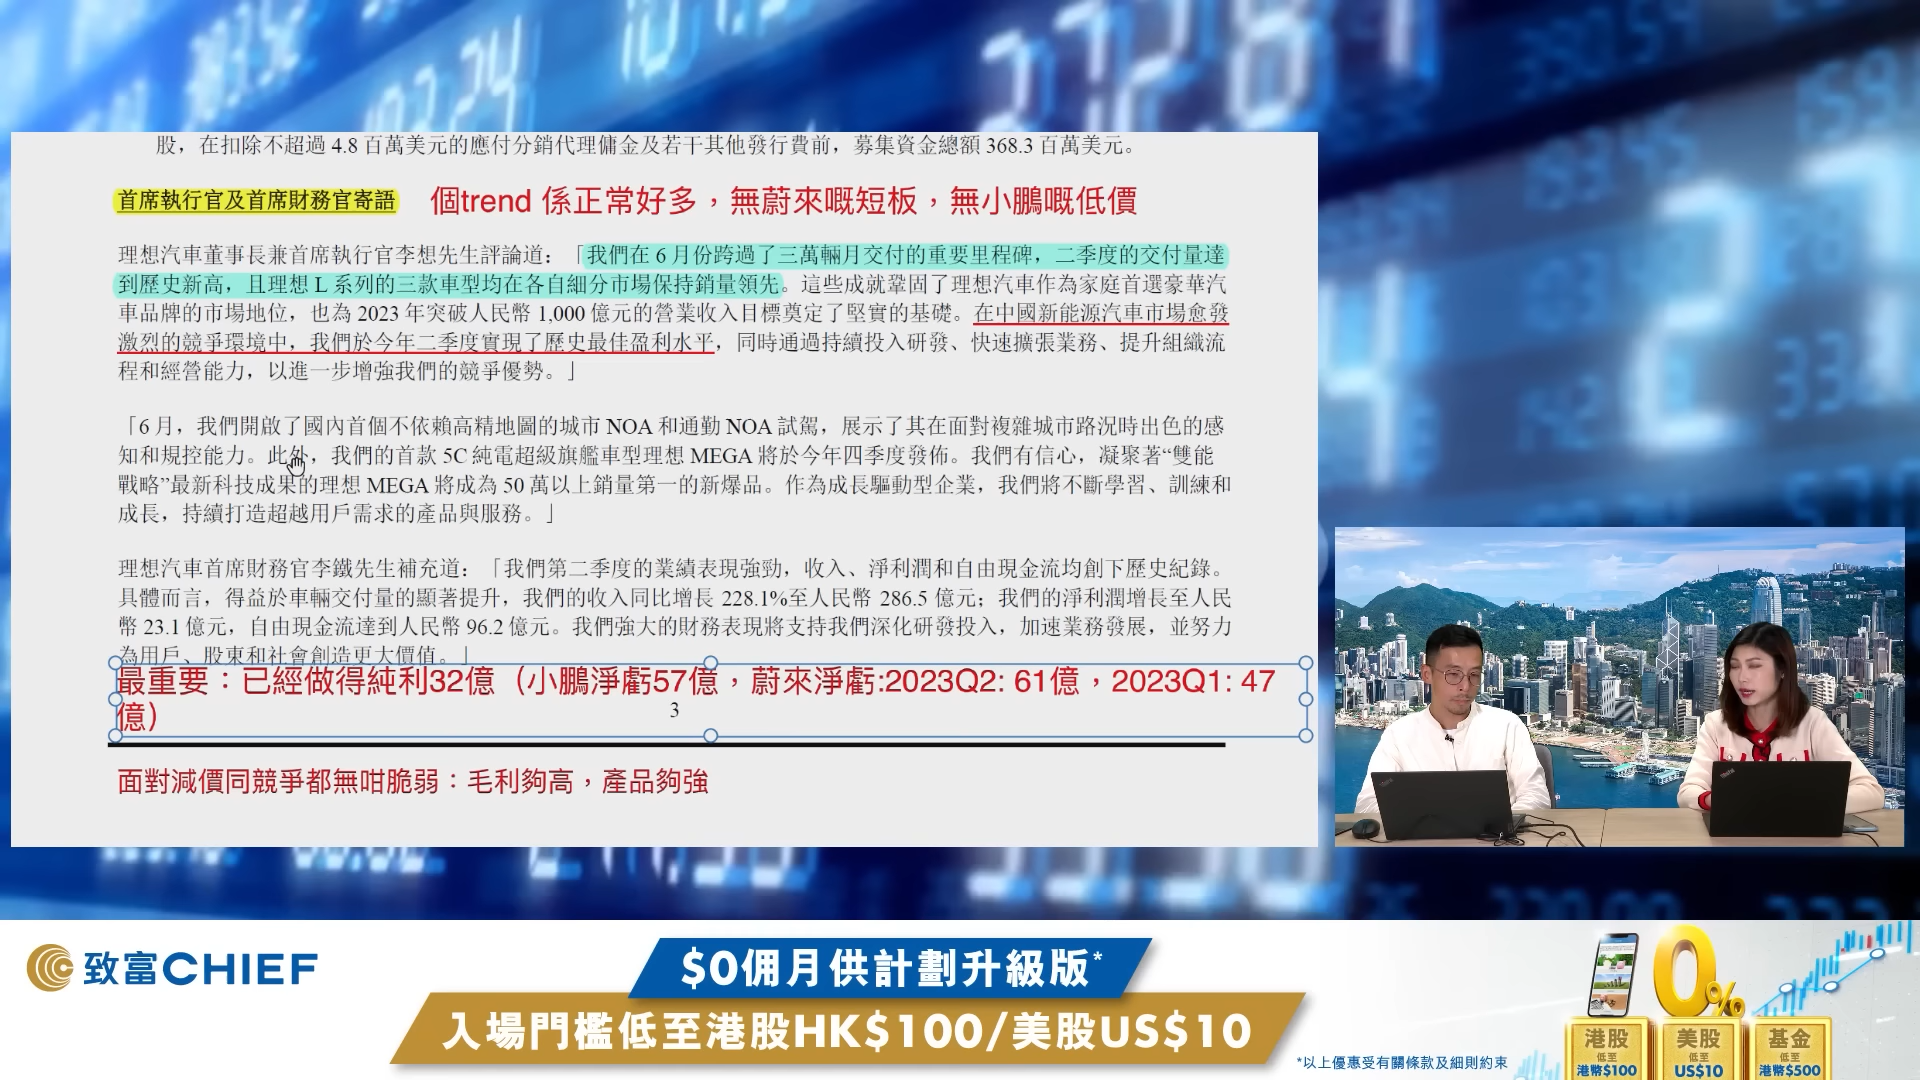 股，在扣除不超過 4.8 百萬美元的應付分銷代理傭金及若干其他發行費前，募集資金總額 368.3 百萬美元。
首席執行官及首席財務官寄語
個trend 係正常好多，無蔚來嘅短板，無小鵬嘅低價
理想汽車董事長兼首席執行官李想先生評論道：「我們在 6 月份跨過了三萬輛月交付的重要里程碑，二季度的交付量達
到歷史新高，且理想 L 系列的三款車型均在各自細分市場保持銷量領先。這些成就鞏固了理想汽車作為家庭首選豪華汽
車品牌的市場地位，也為 2023 年突破人民幣 1,000 億元的營業收入目標奠定了堅實的基礎。在中國新能源汽車市場愈發
激烈的競爭環境中，我們於今年二季度實現了歷史最佳盈利水平，同時通過持續投入研發、快速擴張業務、提升組織流
程和經營能力，以進一步增強我們的競爭優勢。」
「6 月，我們開啟了國內首個不依賴高精地圖的城市 NOA 和通勤 NOA 試駕，展示了其在面對複雜城市路況時出色的感
知和規控能力。此外，我們的首款 5C 純電超級旗艦車型理想 MEGA 將於今年四季度發佈。我們有信心，凝聚著“雙能
戰略”最新科技成果的理想 MEGA 將成為 50 萬以上銷量第一的新爆品。作為成長驅動型企業，我們將不斷學習、訓練和
成長，持續打造超越用戶需求的產品與服務。」
理想汽車首席財務官李鐵先生補充道：「我們第二季度的業績表現強勁，收入、淨利潤和自由現金流均創下歷史紀錄。
具體而言，得益於車輛交付量的顯著提升，我們的收入同比增長 228.1%至人民幣 286.5 億元；我們的淨利潤增長至人民
幣 23.1 億元，自由現金流達到人民幣 96.2 億元。我們強大的財務表現將支持我們深化研發投入，加速業務發展，並努力
為用戶、股東和社會創造更大價值。」
最重要：已經做得純利32億（小鵬淨虧57億，蔚來淨虧:2023Q2: 61億，2023Q1: 47
億）
3
面對減價同競爭都無咁脆弱：毛利夠高，產品夠強
致富CHIEF
$0佣月供計劃升級版*
入場門檻低至港股HK$100/美股US$10
*以上優惠受有關條款及細則約束
0%
港股
低至
港幣$100
美股
低至
US$10
基金
低至
港幣$500